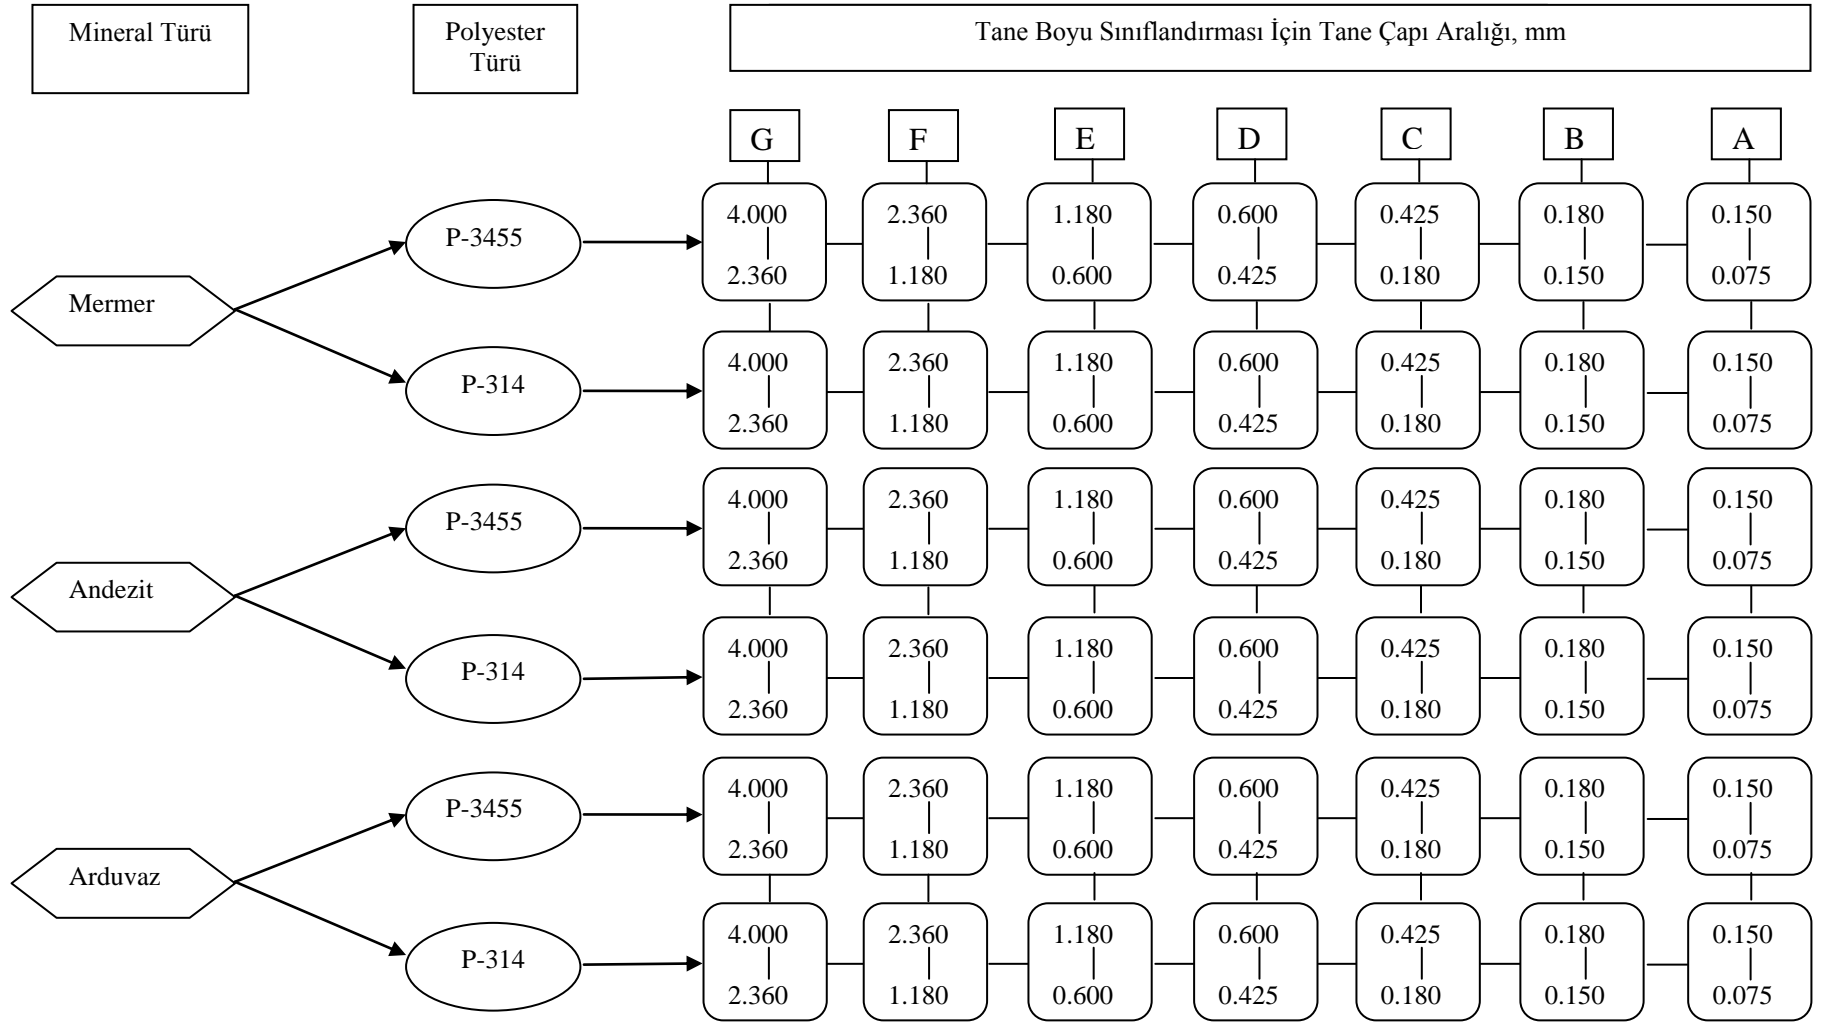 Mineral Türü
Polyester
Türü
Tane Boyu Sınıflandırması İçin Tane Çapı Aralığı, mm
G F E D C B A
P-3455
4.000 2.360 1.180 0.600 0.425 0.180 0.150
2.360 1.180 0.600 0.425 0.180 0.150 0.075
Mermer
P-314
4.000 2.360 1.180 0.600 0.425 0.180 0.150
2.360 1.180 0.600 0.425 0.180 0.150 0.075
P-3455
4.000 2.360 1.180 0.600 0.425 0.180 0.150
2.360 1.180 0.600 0.425 0.180 0.150 0.075
Andezit
P-314
4.000 2.360 1.180 0.600 0.425 0.180 0.150
2.360 1.180 0.600 0.425 0.180 0.150 0.075
P-3455
4.000 2.360 1.180 0.600 0.425 0.180 0.150
2.360 1.180 0.600 0.425 0.180 0.150 0.075
Arduvaz
P-314
4.000 2.360 1.180 0.600 0.425 0.180 0.150
2.360 1.180 0.600 0.425 0.180 0.150 0.075